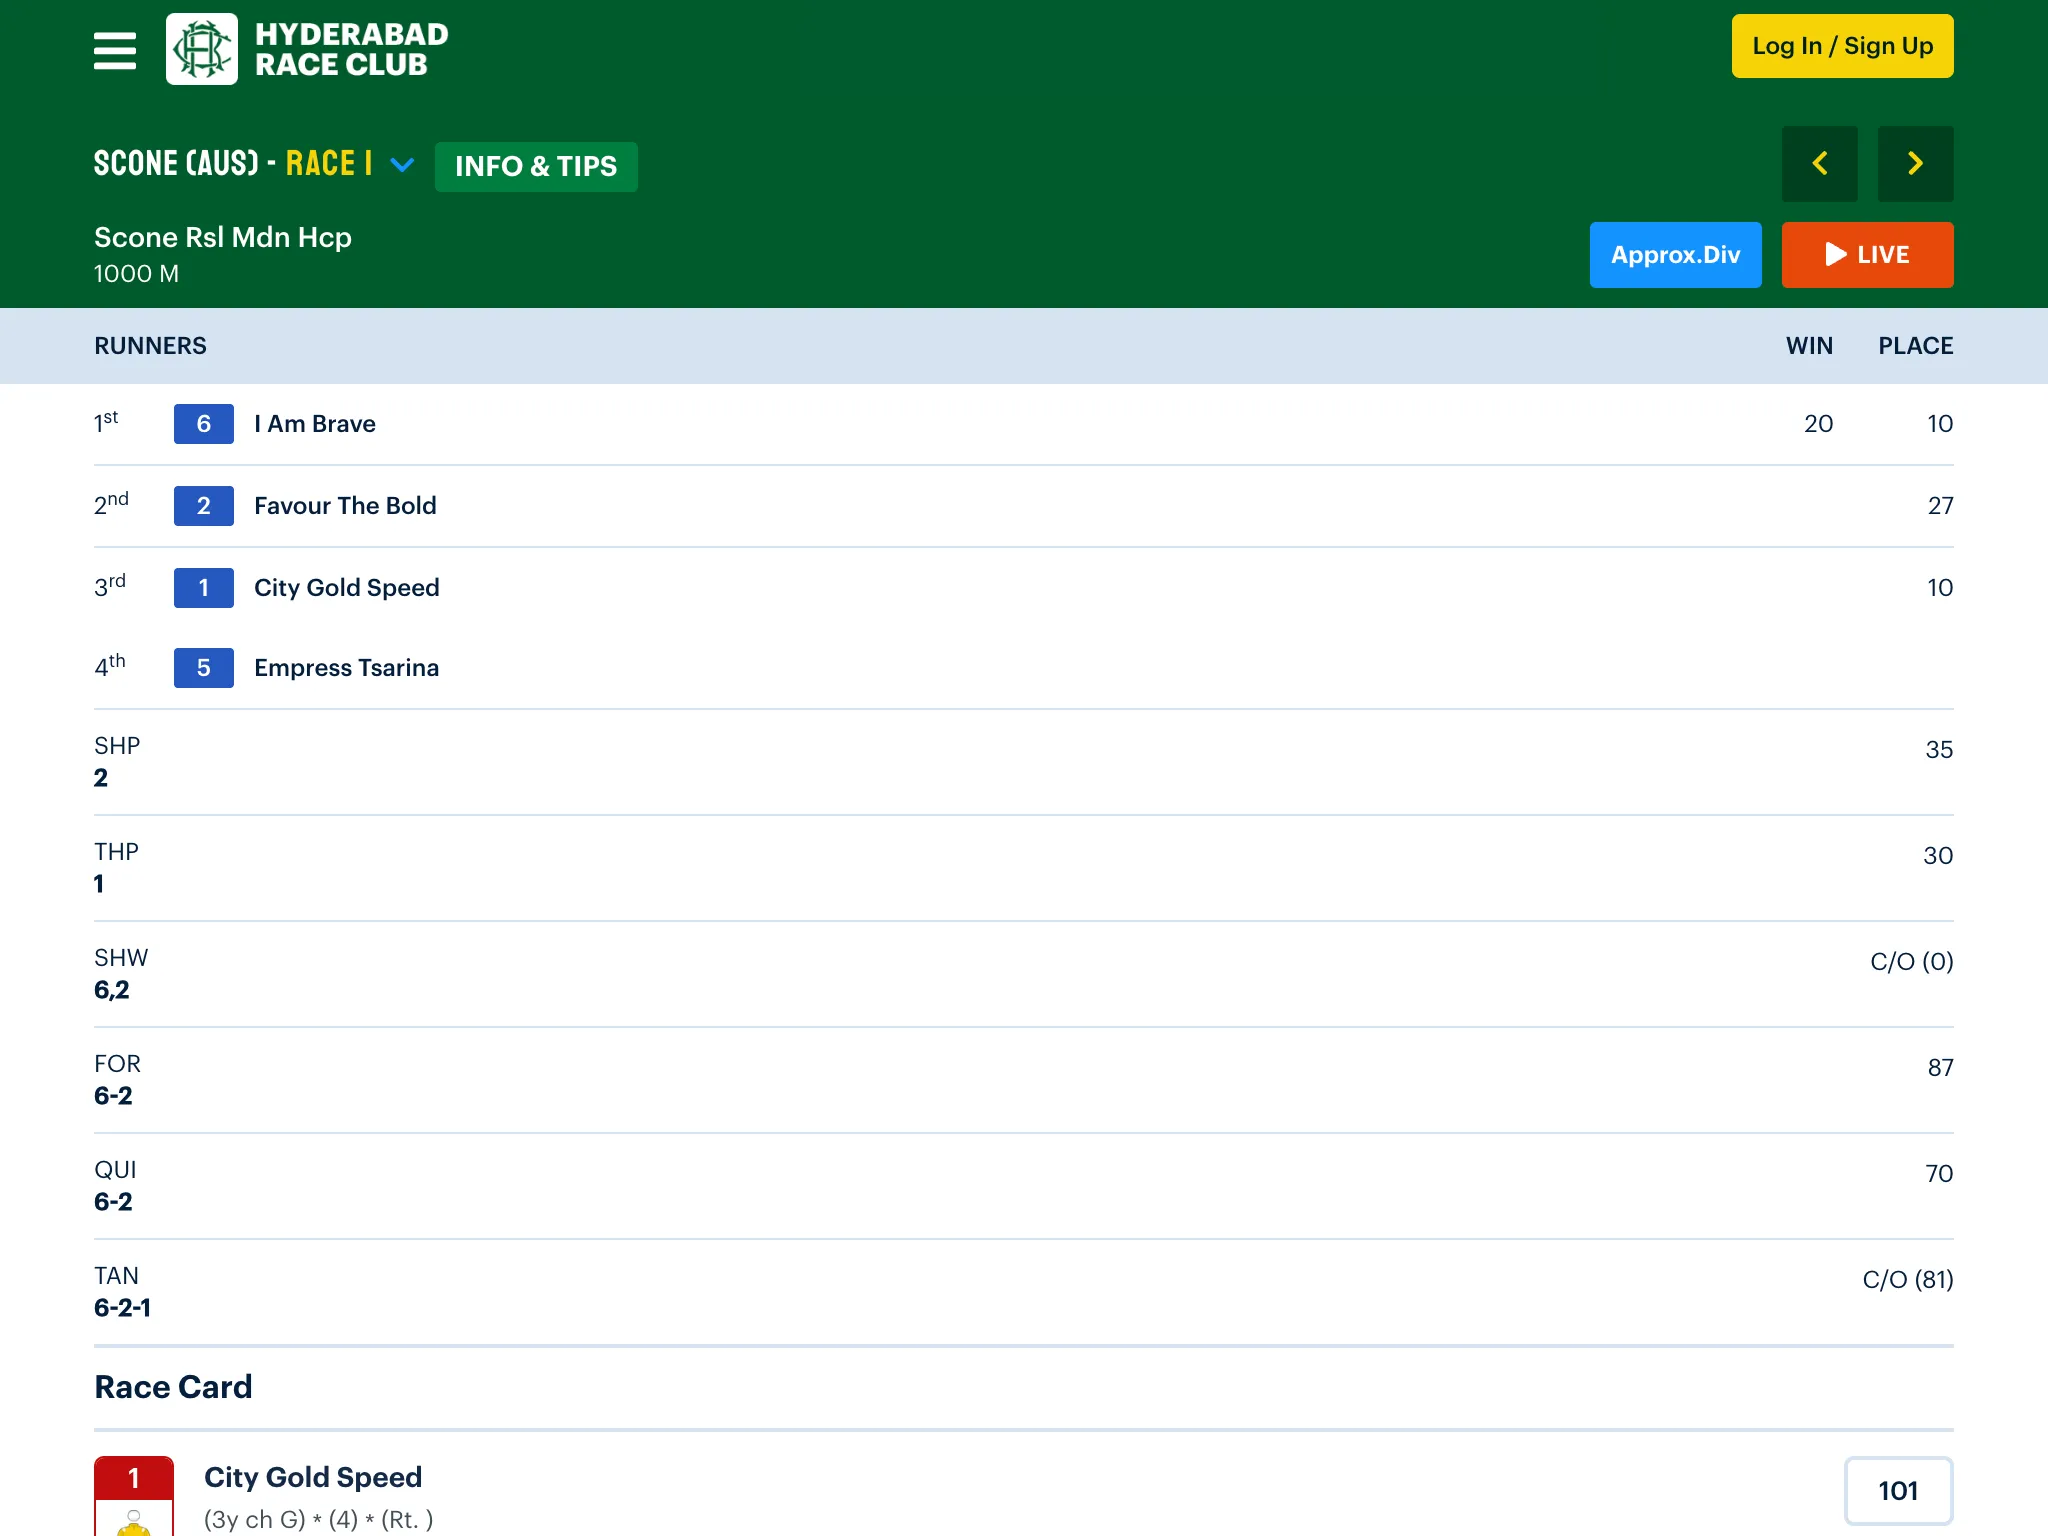 HYDERABAD
RACE CLUB
Log In / Sign Up
SCONE (AUS) - RACE 1
INFO & TIPS
Scone Rsl Mdn Hcp
1000 M
Approx.Div
LIVE
RUNNERS WIN PLACE
1st 6 I Am Brave 20 10
2nd 2 Favour The Bold 27
3rd 1 City Gold Speed 10
4th 5 Empress Tsarina
SHP 35
2
THP 30
1
SHW C/O (0)
6,2
FOR 87
6-2
QUI 70
6-2
TAN C/O (81)
6-2-1
Race Card
1 City Gold Speed 101
(3y ch G) * (4) * (Rt. )